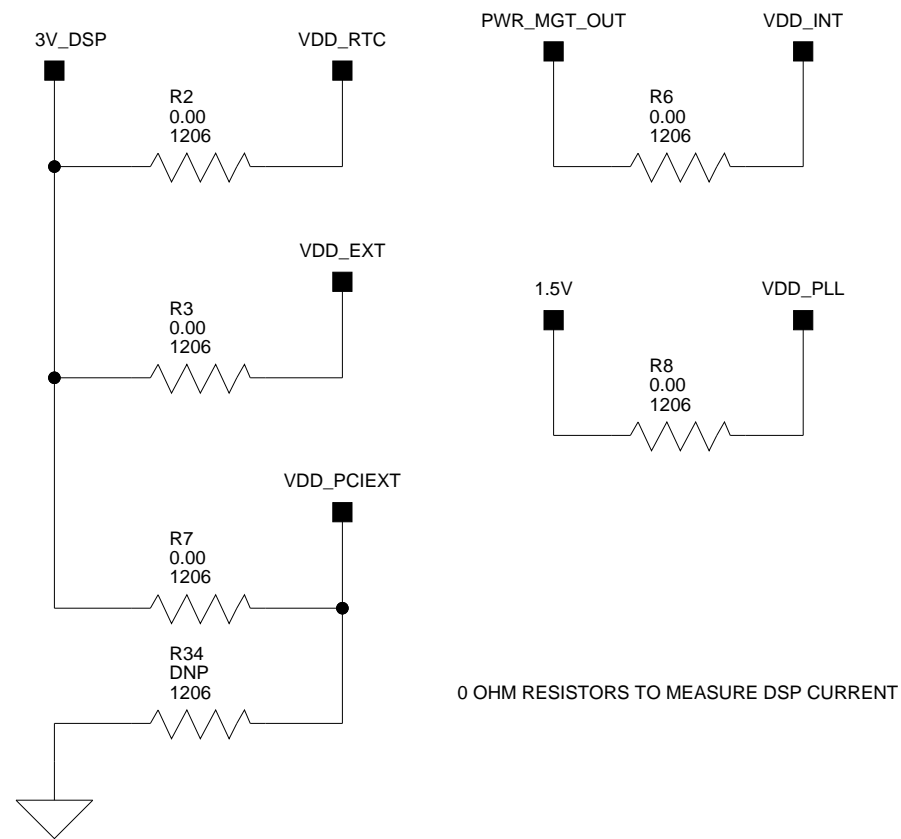 3V_DSP
VDD_RTC
R2
0.00
1206
VDD_EXT
R3
0.00
1206
VDD_PCIEXT
R7
0.00
1206
R34
DNP
1206
PWR_MGT_OUT
VDD_INT
R6
0.00
1206
1.5V
VDD_PLL
R8
0.00
1206
0 OHM RESISTORS TO MEASURE DSP CURRENT